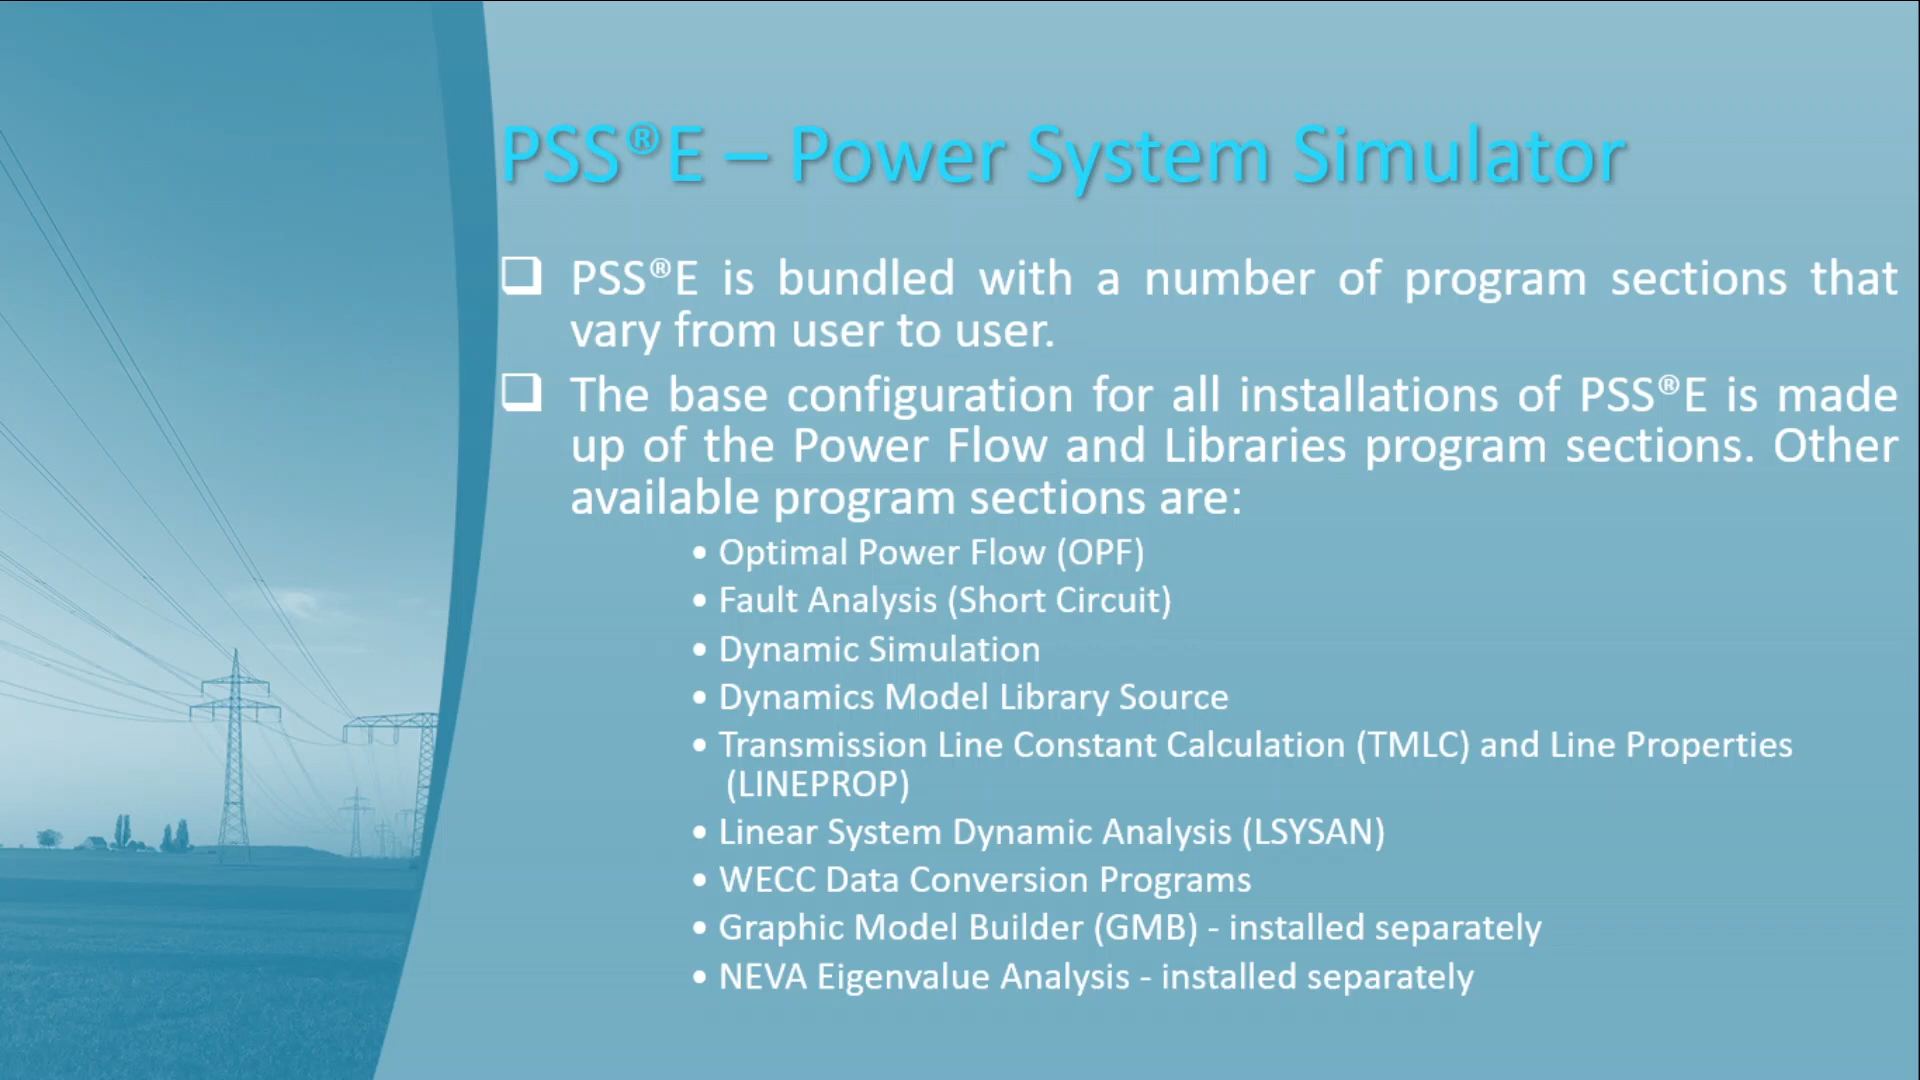 PSS®E – Power System Simulator
❑ PSS®E is bundled with a number of program sections that
vary from user to user.
❑ The base configuration for all installations of PSS®E is made
up of the Power Flow and Libraries program sections. Other
available program sections are:
• Optimal Power Flow (OPF)
• Fault Analysis (Short Circuit)
• Dynamic Simulation
• Dynamics Model Library Source
• Transmission Line Constant Calculation (TMLC) and Line Properties
(LINEPROP)
• Linear System Dynamic Analysis (LSYSAN)
• WECC Data Conversion Programs
• Graphic Model Builder (GMB) - installed separately
• NEVA Eigenvalue Analysis - installed separately